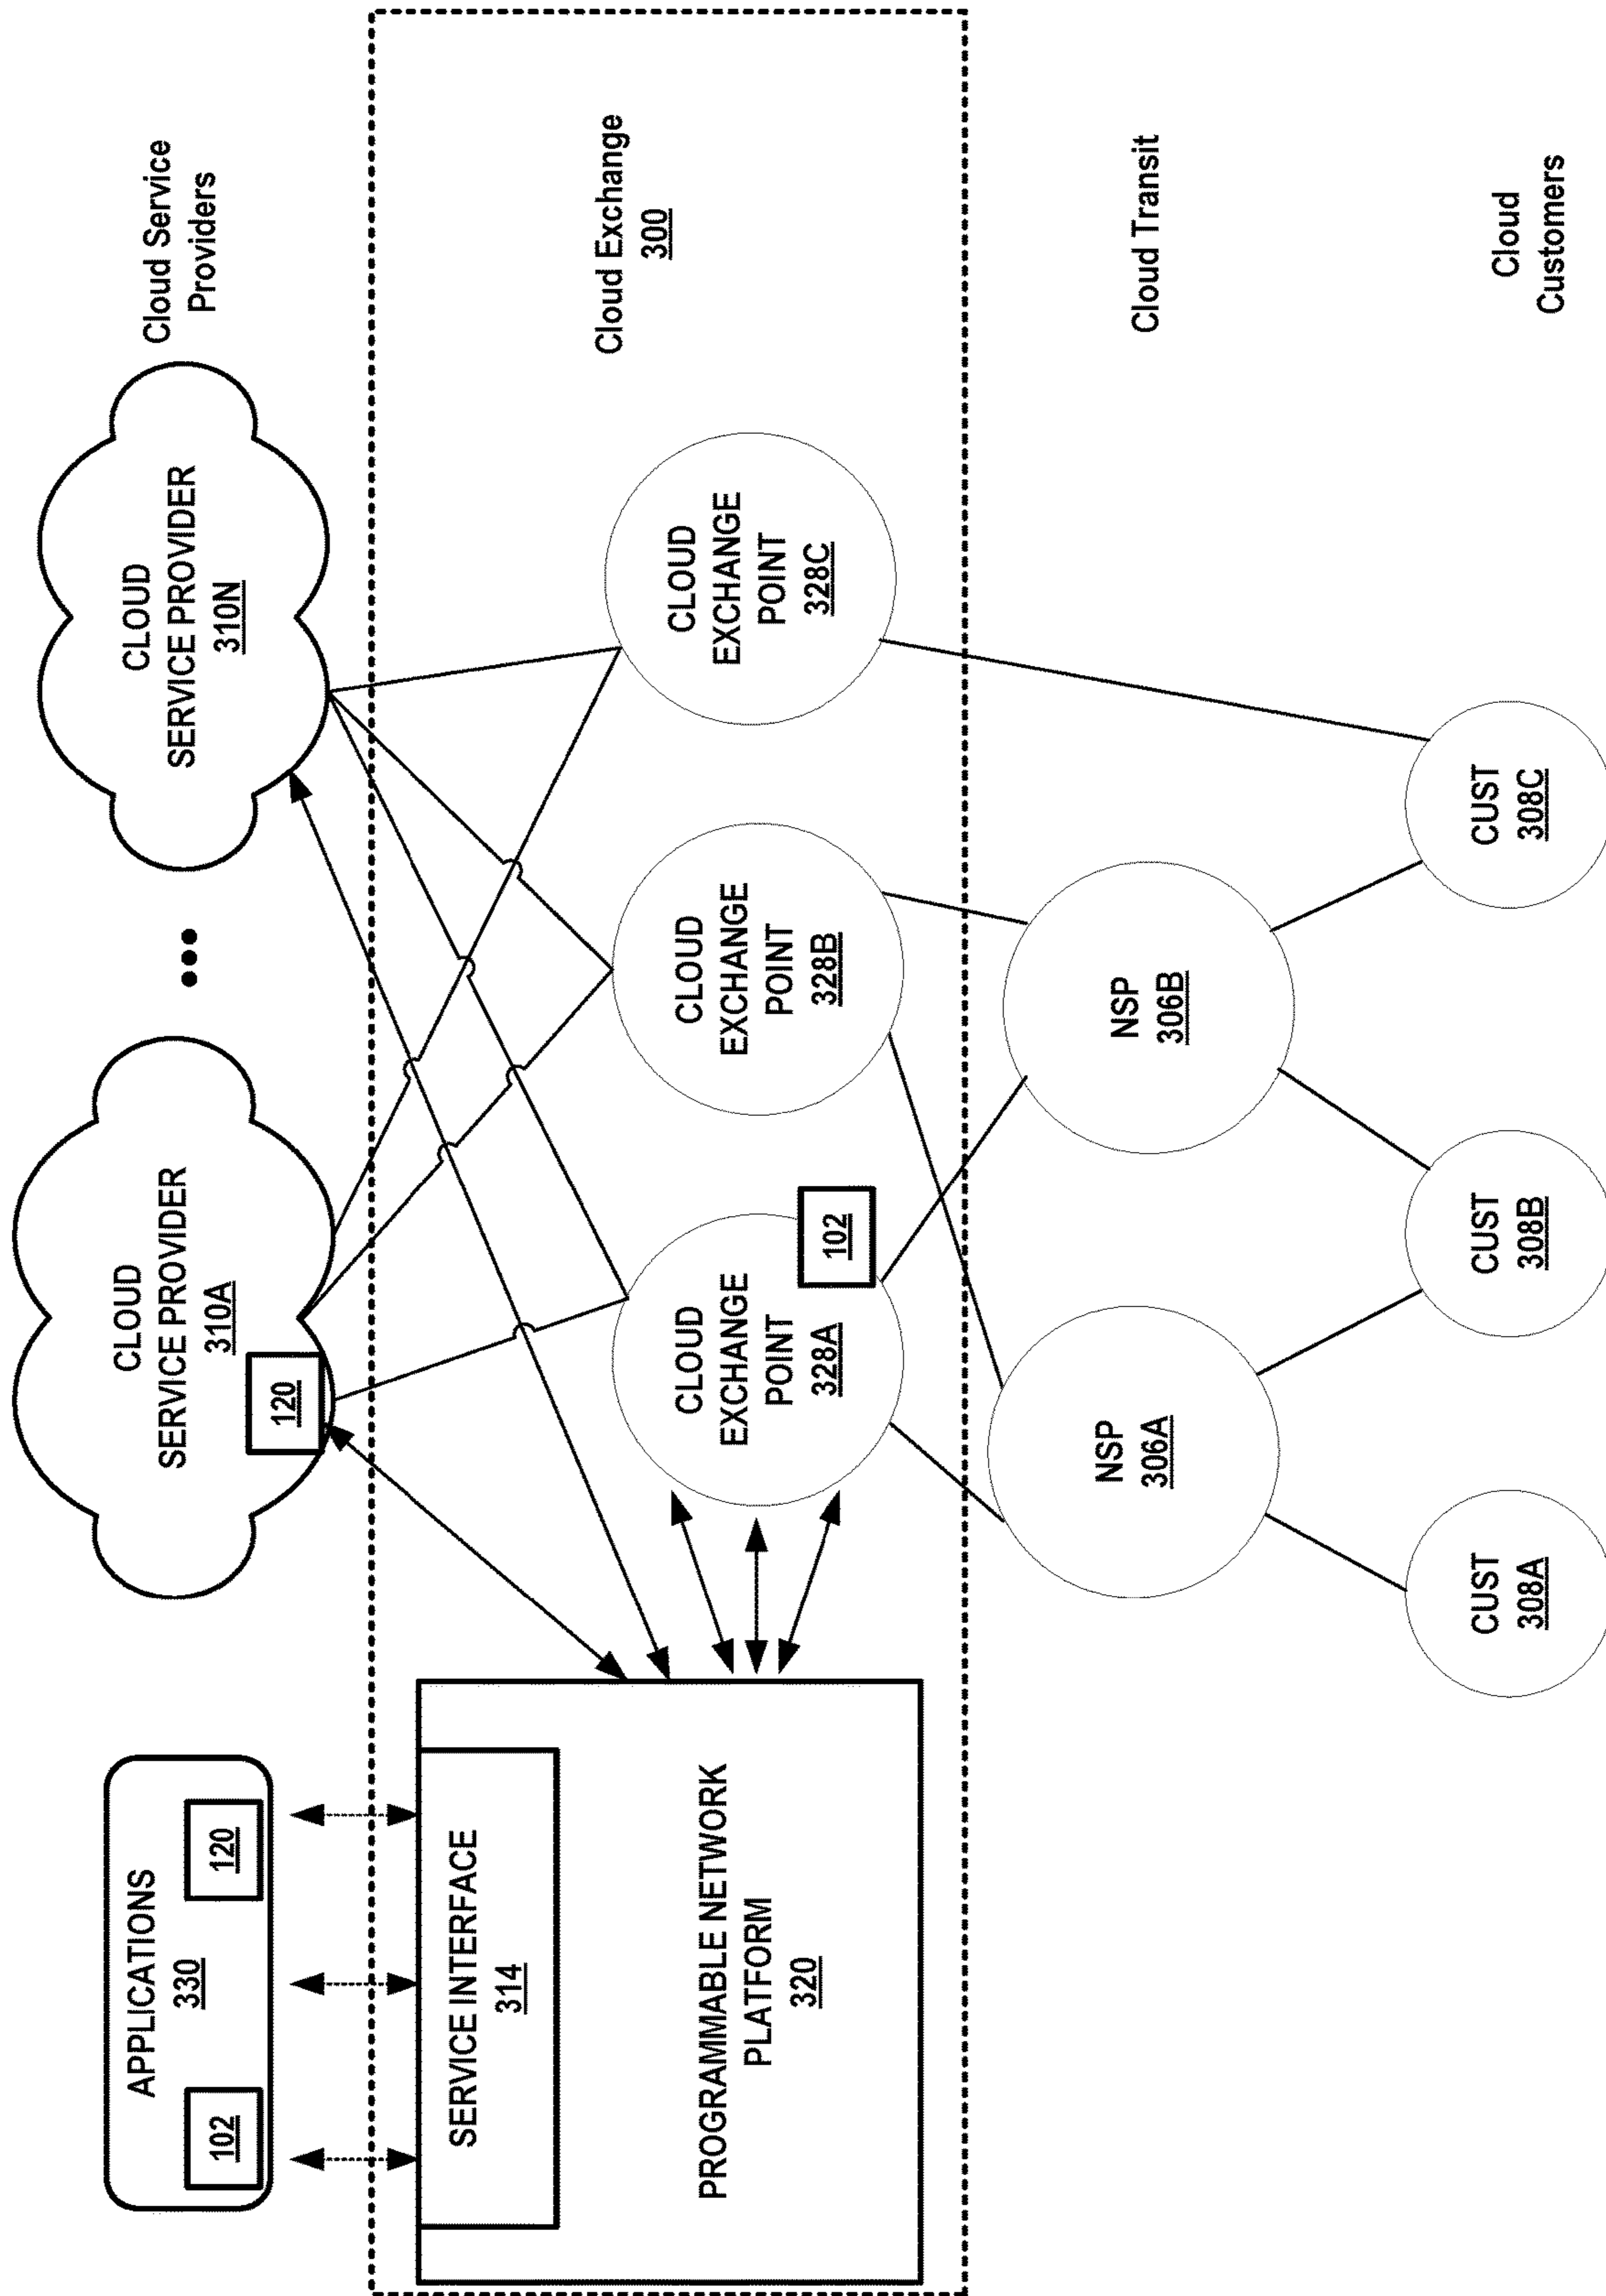 APPLICATIONS
330
102
120
CLOUD
SERVICE PROVIDER
310A
120
•••
CLOUD
SERVICE PROVIDER
310N
Cloud Service
Providers
SERVICE INTERFACE
314
PROGRAMMABLE NETWORK
PLATFORM
320
CLOUD
EXCHANGE
POINT
328A
102
CLOUD
EXCHANGE
POINT
328B
CLOUD
EXCHANGE
POINT
328C
Cloud Exchange
300
NSP
306A
NSP
306B
Cloud Transit
CUST
308A
CUST
308B
CUST
308C
Cloud
Customers